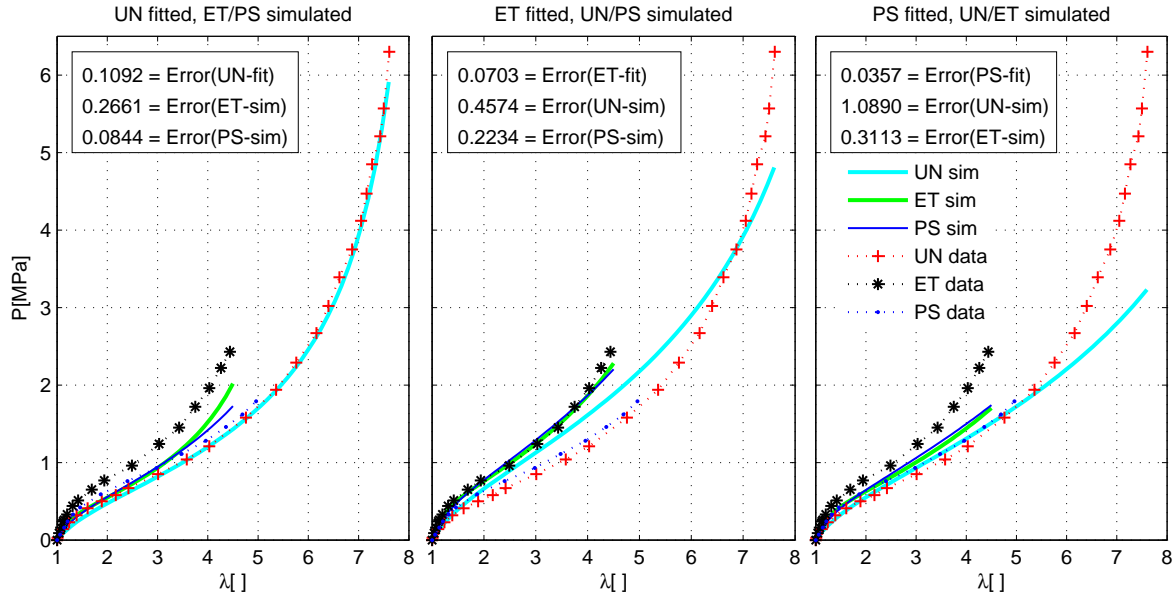 UN fitted, ET/PS simulated
0.1092 = Error(UN-fit)
0.2661 = Error(ET-sim)
0.0844 = Error(PS-sim)
P[MPa]
6
5
4
3
2
1
0
1 2 3 4 5 6 7 8
λ[ ]
ET fitted, UN/PS simulated
0.0703 = Error(ET-fit)
0.4574 = Error(UN-sim)
0.2234 = Error(PS-sim)
1 2 3 4 5 6 7 8
λ[ ]
PS fitted, UN/ET simulated
0.0357 = Error(PS-fit)
1.0890 = Error(UN-sim)
0.3113 = Error(ET-sim)
UN sim
ET sim
PS sim
UN data
ET data
PS data
1 2 3 4 5 6 7 8
λ[ ]